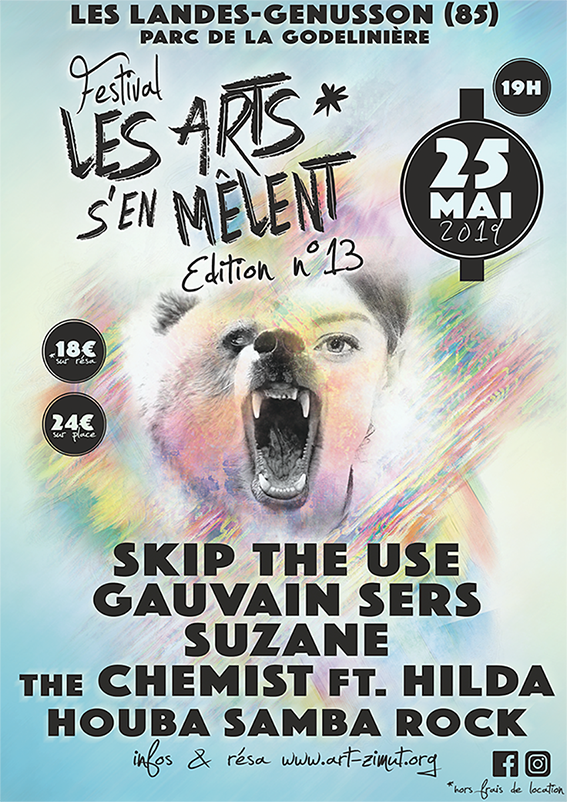 LES LANDES-GENUSSON (85)
PARC DE LA GODELINIÈRE
Festival
LES ARTS*
S'EN MÊLENT
Edition n°13
19H
25
MAI
2019
*18€
sur résa
24€
sur place
SKIP THE USE
GAUVAIN SERS
SUZANE
THE CHEMIST FT. HILDA
HOUBA SAMBA ROCK
infos & résa www.art-zimut.org
*hors frais de location